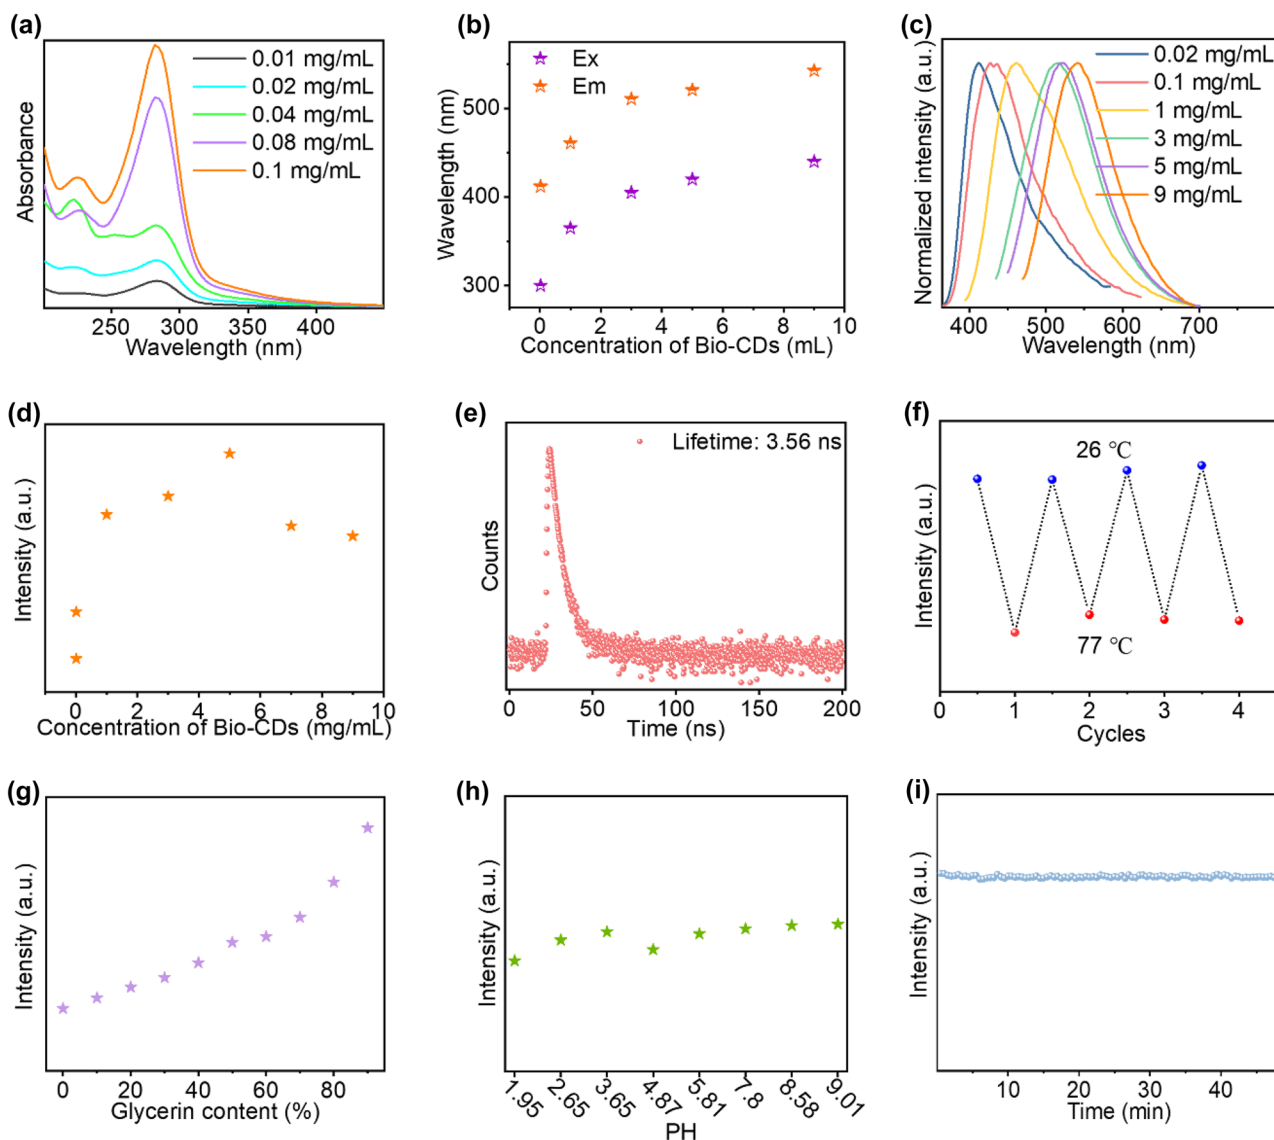 (a)
0.01 mg/mL
0.02 mg/mL
0.04 mg/mL
0.08 mg/mL
0.1 mg/mL
Absorbance
250 300 350 400
Wavelength (nm)
(b)
Ex
Em
Wavelength (nm)
500
400
300
0 2 4 6 8 10
Concentration of Bio-CDs (mL)
(c)
0.02 mg/mL
0.1 mg/mL
1 mg/mL
3 mg/mL
5 mg/mL
9 mg/mL
Normalized intensity (a.u.)
400 500 600 700
Wavelength (nm)
(d)
Intensity (a.u.)
0 2 4 6 8 10
Concentration of Bio-CDs (mg/mL)
(e)
Lifetime: 3.56 ns
Counts
0 50 100 150 200
Time (ns)
(f)
26 ℃
77 ℃
Intensity (a.u.)
0 1 2 3 4
Cycles
(g)
Intensity (a.u.)
0 20 40 60 80
Glycerin content (%)
(h)
Intensity (a.u.)
1.95 2.65 3.65 4.87 5.81 7.8 8.58 9.01
PH
(i)
Intensity (a.u.)
10 20 30 40
Time (min)